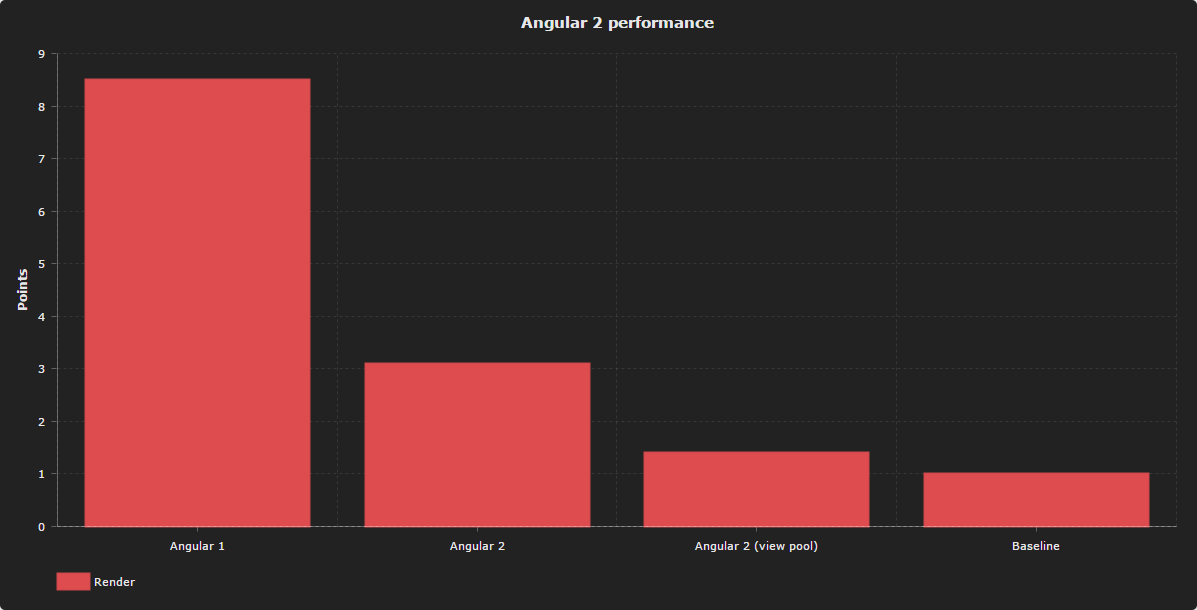 Angular 2 performance
Points
9
8
7
6
5
4
3
2
1
0
Angular 1
Angular 2
Angular 2 (view pool)
Baseline
Render